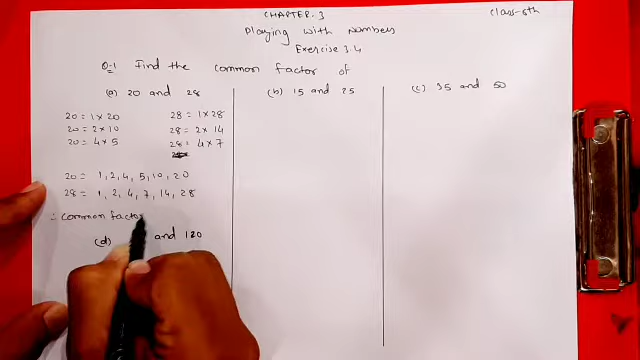 CHAPTER-3
Class-6th
Playing with Numbers
Exercise 3.4
Q-1 Find the common factor of
(a) 20 and 28
(b) 15 and 25
(c) 35 and 50
20 = 1×20
28 = 1×28
20 = 2×10
28 = 2×14
20 = 4×5
28 = 4×7
20 = 1,2,4,5,10,20
28 = 1,2,4,7,14,28
∴ Common facto
(d) and 120